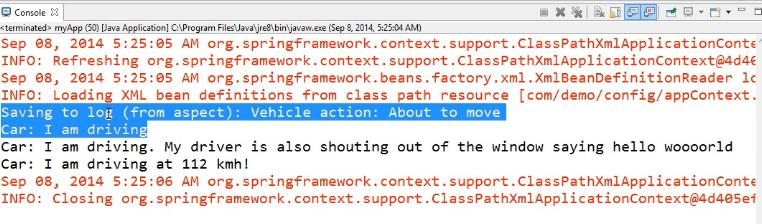 Console
<terminated> myApp (50) [Java Application] C:\Program Files\Java\jre8\bin\javaw.exe (Sep 8, 2014, 5:25:04 AM)
Sep 08, 2014 5:25:05 AM org.springframework.context.support.ClassPathXmlApplicationConte
INFO: Refreshing org.springframework.context.support.ClassPathXmlApplicationContext@4d40
Sep 08, 2014 5:25:05 AM org.springframework.beans.factory.xml.XmlBeanDefinitionReader lo
INFO: Loading XML bean definitions from class path resource [com/demo/config/appContext.
Saving to log (from aspect): Vehicle action: About to move
Car: I am driving
Car: I am driving. My driver is also shouting out of the window saying hello woooorld
Car: I am driving at 112 kmh!
Sep 08, 2014 5:25:06 AM org.springframework.context.support.ClassPathXmlApplicationConte
INFO: Closing org.springframework.context.support.ClassPathXmlApplicationContext@4d405ef